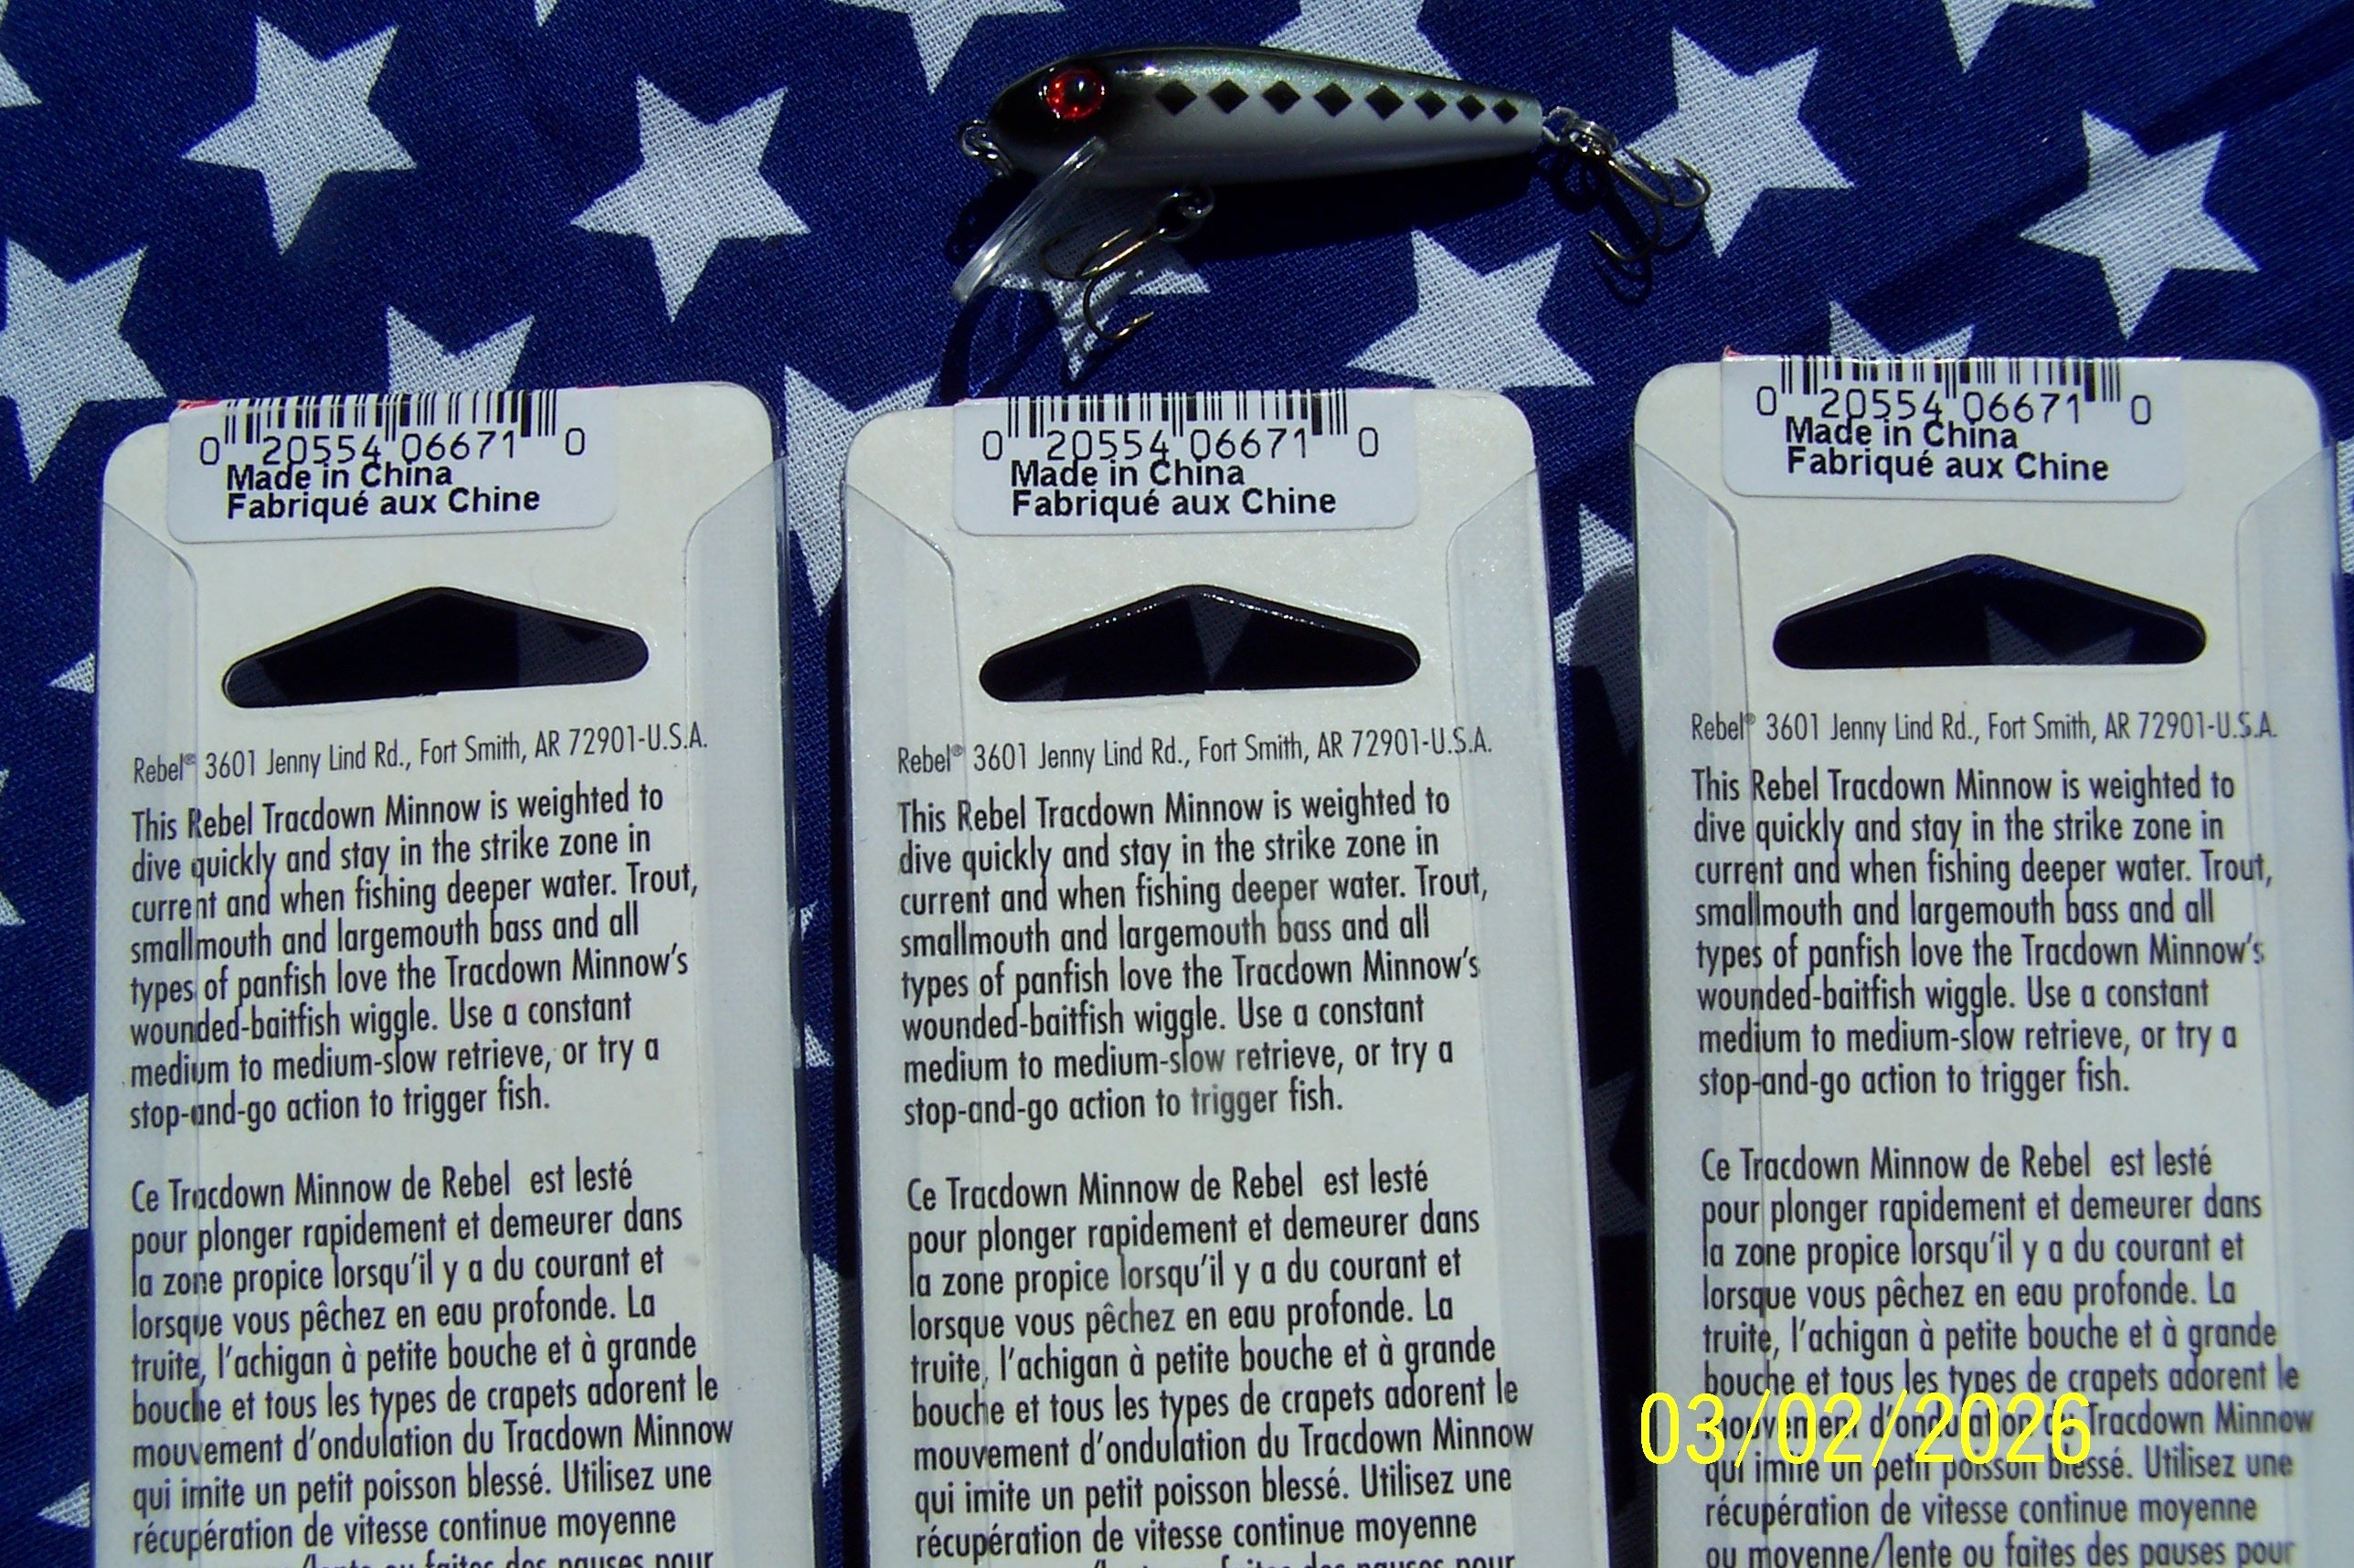 0 20554 06671 0
Made in China
Fabriqué aux Chine
Rebel® 3601 Jenny Lind Rd., Fort Smith, AR 72901-U.S.A.
This Rebel Tracdown Minnow is weighted to
dive quickly and stay in the strike zone in
current and when fishing deeper water. Trout,
smallmouth and largemouth bass and all
types of panfish love the Tracdown Minnow's
wounded-baitfish wiggle. Use a constant
medium to medium-slow retrieve, or try a
stop-and-go action to trigger fish.
Ce Tracdown Minnow de Rebel est lesté
pour plonger rapidement et demeurer dans
la zone propice lorsqu'il y a du courant et
lorsque vous pêchez en eau profonde. La
truite, l'achigan à petite bouche et à grande
bouche et tous les types de crapets adorent le
mouvement d'ondulation du Tracdown Minnow
qui imite un petit poisson blessé. Utilisez une
récupération de vitesse continue moyenne
0 20554 06671 0
Made in China
Fabriqué aux Chine
Rebel® 3601 Jenny Lind Rd., Fort Smith, AR 72901-U.S.A.
This Rebel Tracdown Minnow is weighted to
dive quickly and stay in the strike zone in
current and when fishing deeper water. Trout,
smallmouth and largemouth bass and all
types of panfish love the Tracdown Minnow's
wounded-baitfish wiggle. Use a constant
medium to medium-slow retrieve, or try a
stop-and-go action to trigger fish.
Ce Tracdown Minnow de Rebel est lesté
pour plonger rapidement et demeurer dans
la zone propice lorsqu'il y a du courant et
lorsque vous pêchez en eau profonde. La
truite, l'achigan à petite bouche et à grande
bouche et tous les types de crapets adorent le
mouvement d'ondulation du Tracdown Minnow
qui imite un petit poisson blessé. Utilisez une
récupération de vitesse continue moyenne
0 20554 06671 0
Made in China
Fabriqué aux Chine
Rebel® 3601 Jenny Lind Rd., Fort Smith, AR 72901-U.S.A.
This Rebel Tracdown Minnow is weighted to
dive quickly and stay in the strike zone in
current and when fishing deeper water. Trout,
smallmouth and largemouth bass and all
types of panfish love the Tracdown Minnow's
wounded-baitfish wiggle. Use a constant
medium to medium-slow retrieve, or try a
stop-and-go action to trigger fish.
Ce Tracdown Minnow de Rebel est lesté
pour plonger rapidement et demeurer dans
la zone propice lorsqu'il y a du courant et
lorsque vous pêchez en eau profonde. La
truite, l'achigan à petite bouche et à grande
bouche et tous les types de crapets adorent le
mouvement d'ondulation du Tracdown Minnow
qui imite un petit poisson blessé. Utilisez une
récupération de vitesse continue moyenne
ou moyenne/lente ou faites des pauses pour
03/02/2026